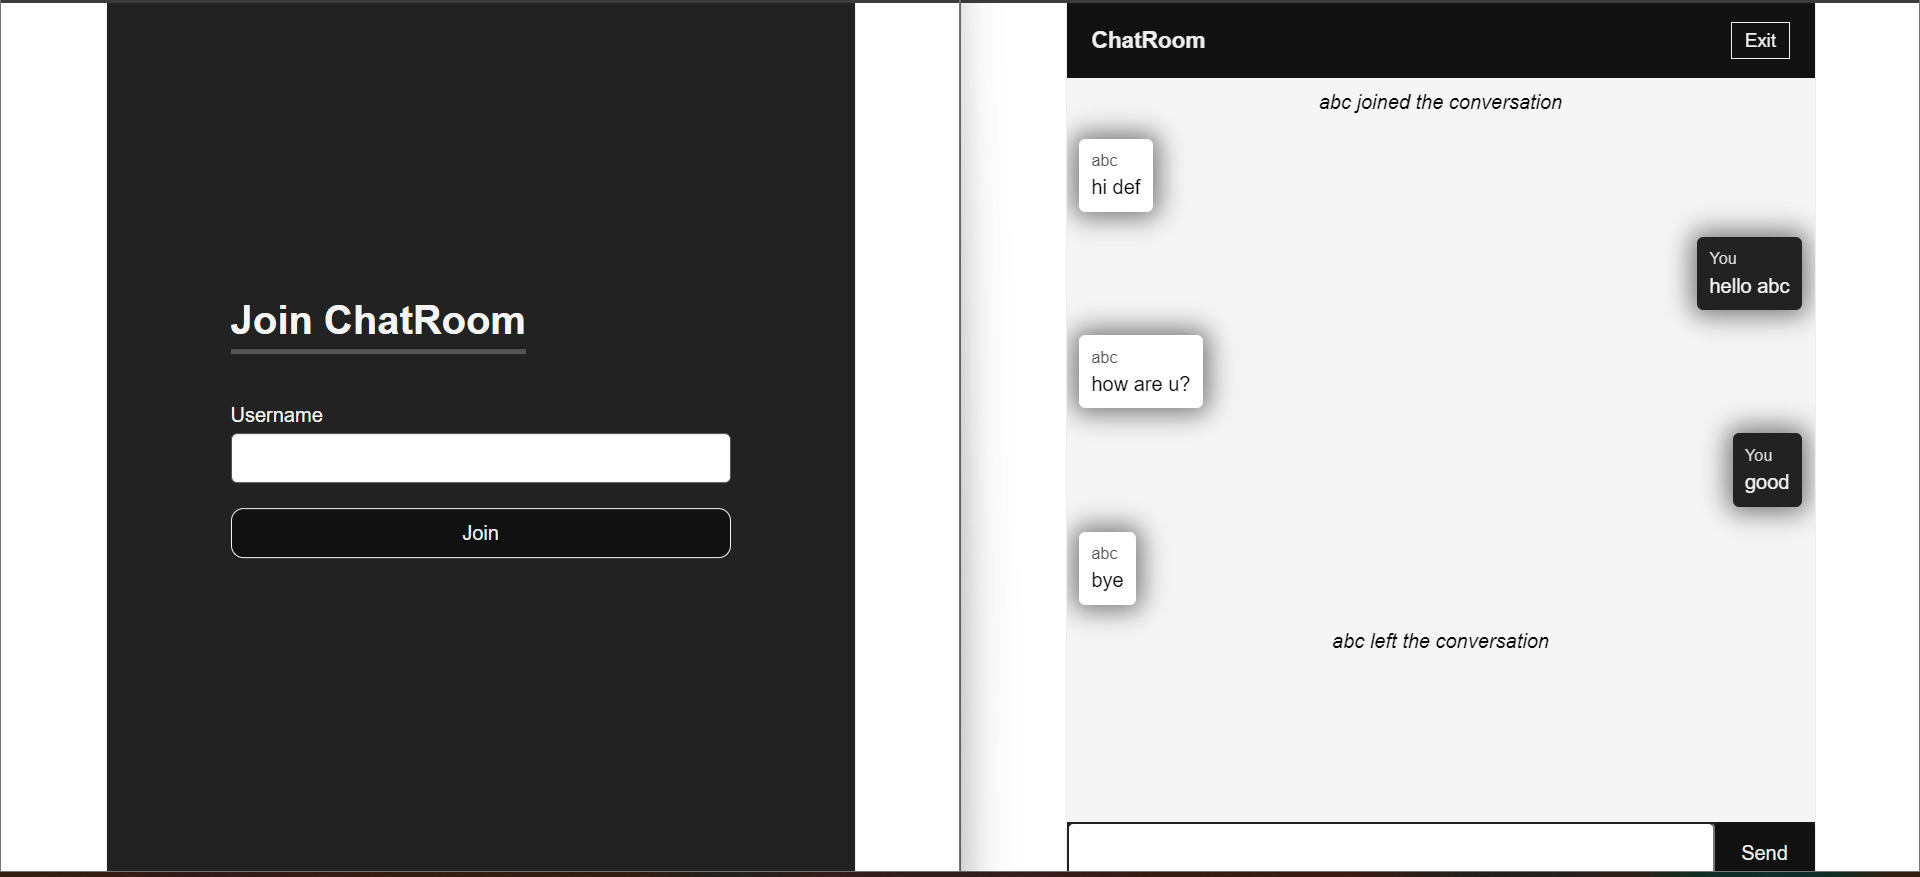 Join ChatRoom
Username
Join
ChatRoom
Exit
abc joined the conversation
abc
hi def
You
hello abc
abc
how are u?
You
good
abc
bye
abc left the conversation
Send